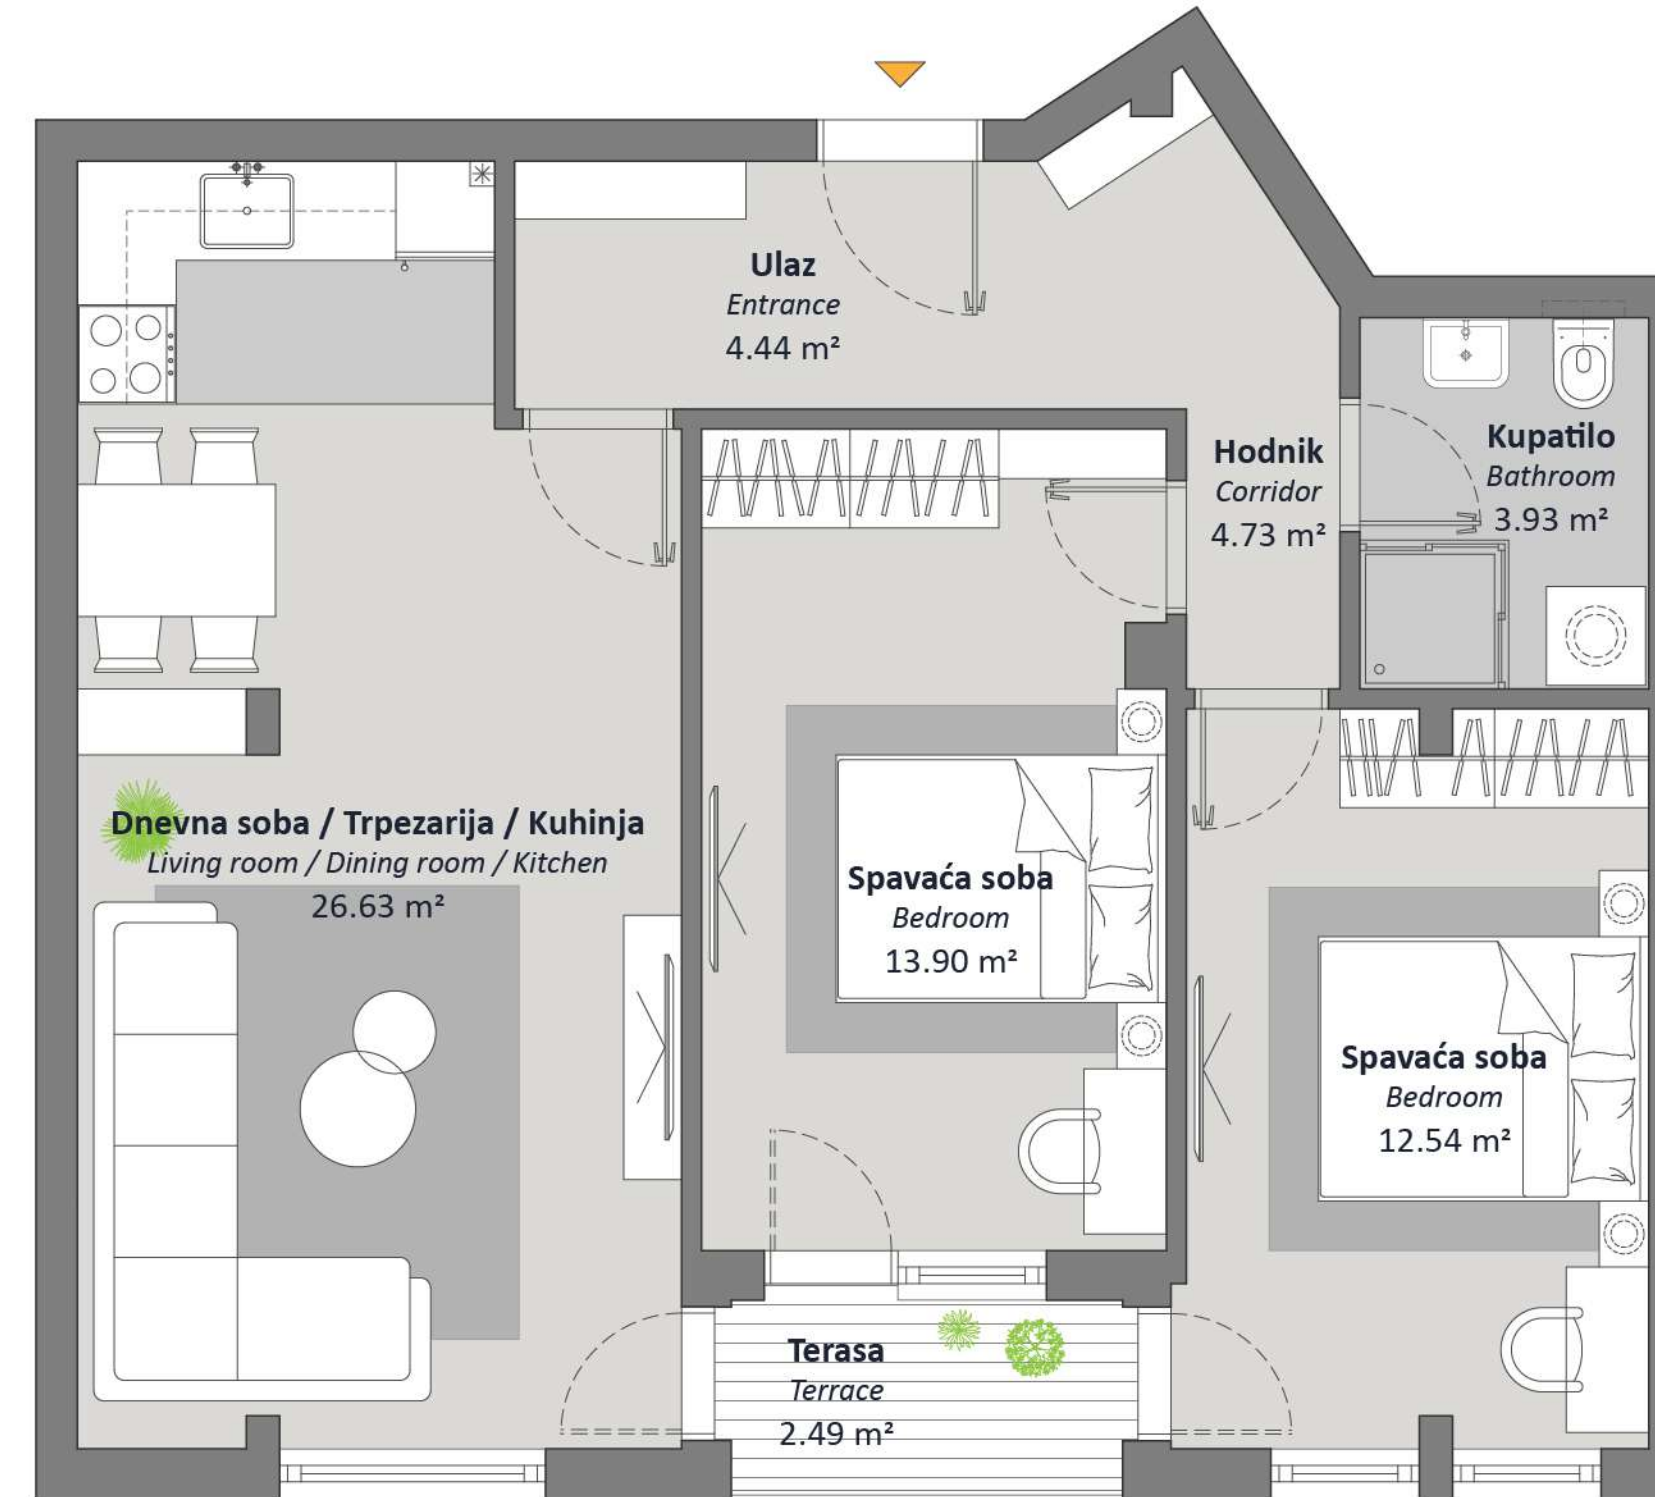 Ulaz
Entrance
4.44 m²
Hodnik
Corridor
4.73 m²
Kupatilo
Bathroom
3.93 m²
Dnevna soba / Trpezarija / Kuhinja
Living room / Dining room / Kitchen
26.63 m²
Spavaća soba
Bedroom
13.90 m²
Spavaća soba
Bedroom
12.54 m²
Terasa
Terrace
2.49 m²